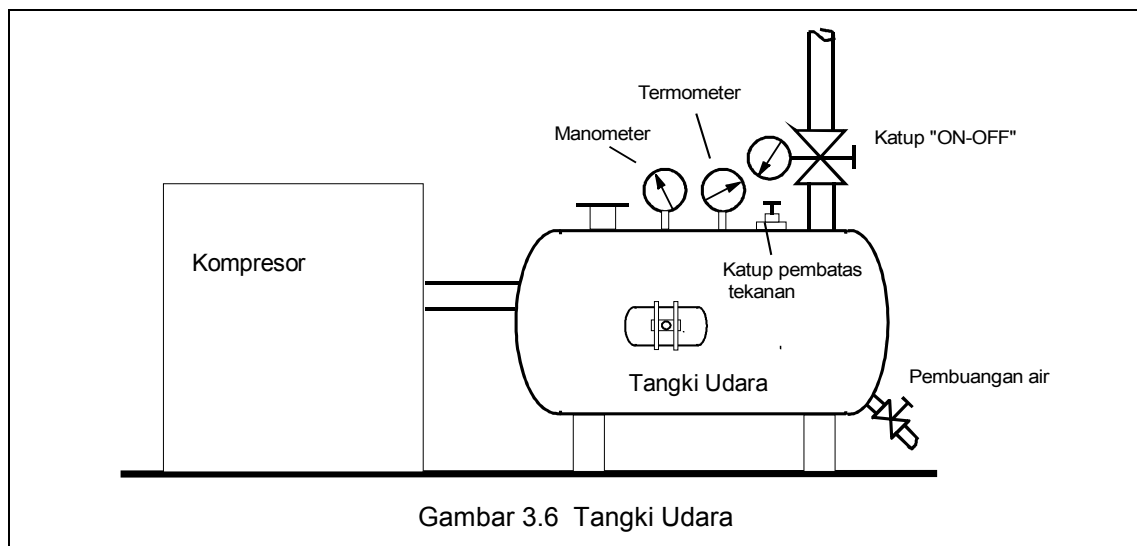 Termometer
Manometer
Katup "ON-OFF"
Kompresor
Katup pembatas
tekanan
Tangki Udara
Pembuangan air
Gambar 3.6 Tangki Udara